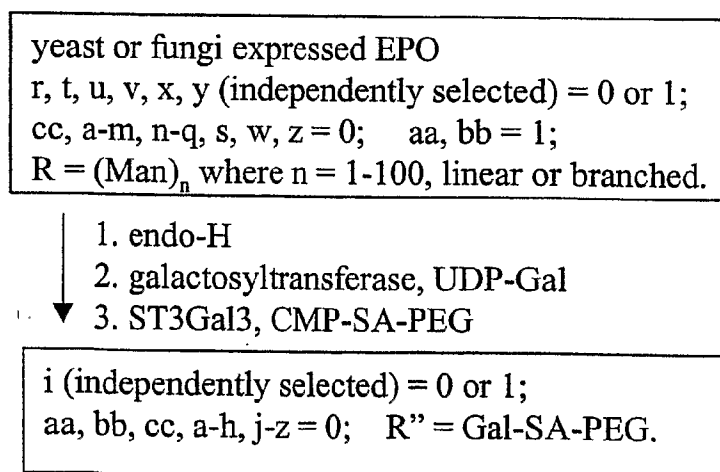 yeast or fungi expressed EPO
r, t, u, v, x, y (independently selected) = 0 or 1;
cc, a-m, n-q, s, w, z = 0; aa, bb = 1;
R = (Man)n where n = 1-100, linear or branched.
1. endo-H
2. galactosyltransferase, UDP-Gal
3. ST3Gal3, CMP-SA-PEG
i (independently selected) = 0 or 1;
aa, bb, cc, a-h, j-z = 0; R” = Gal-SA-PEG.